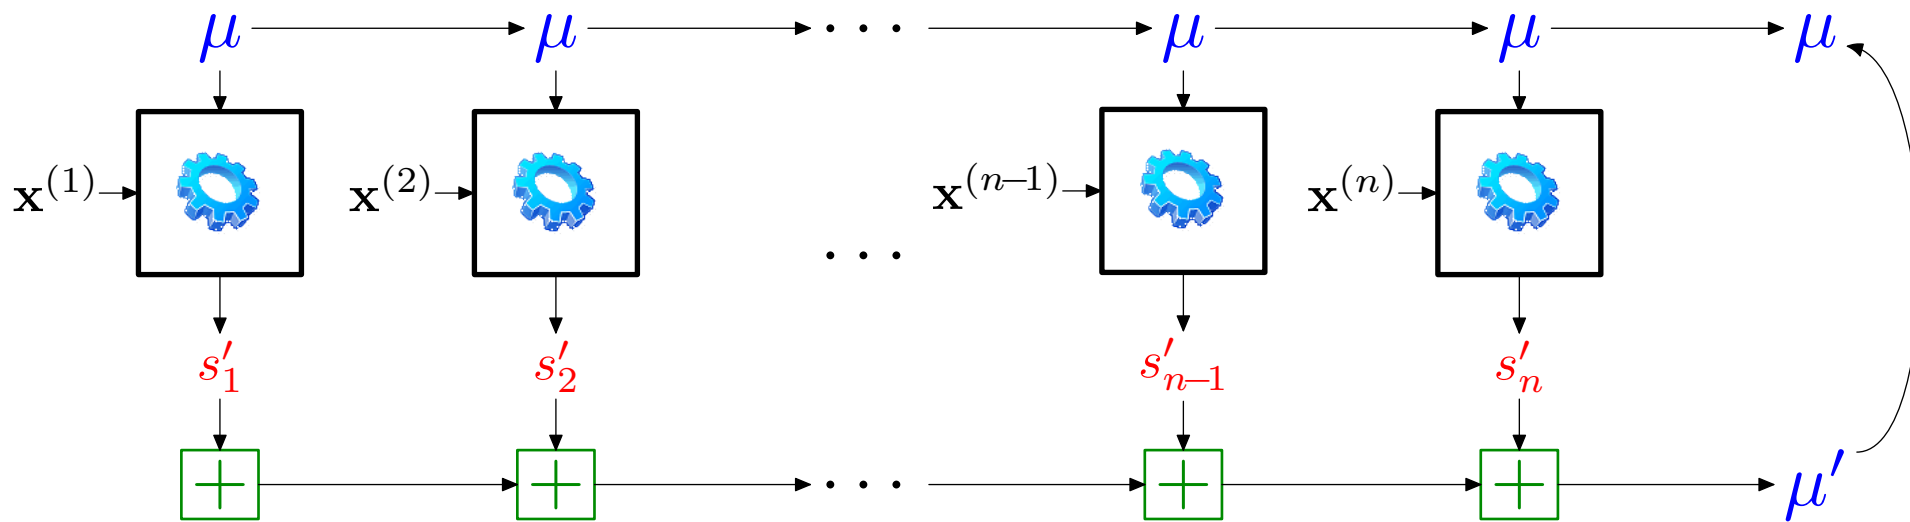 μ μ ··· μ μ μ
x^(1) x^(2) x^(n−1) x^(n)
···
s′₁ s′₂ s′ₙ₋₁ s′ₙ
+ + ··· + + μ′